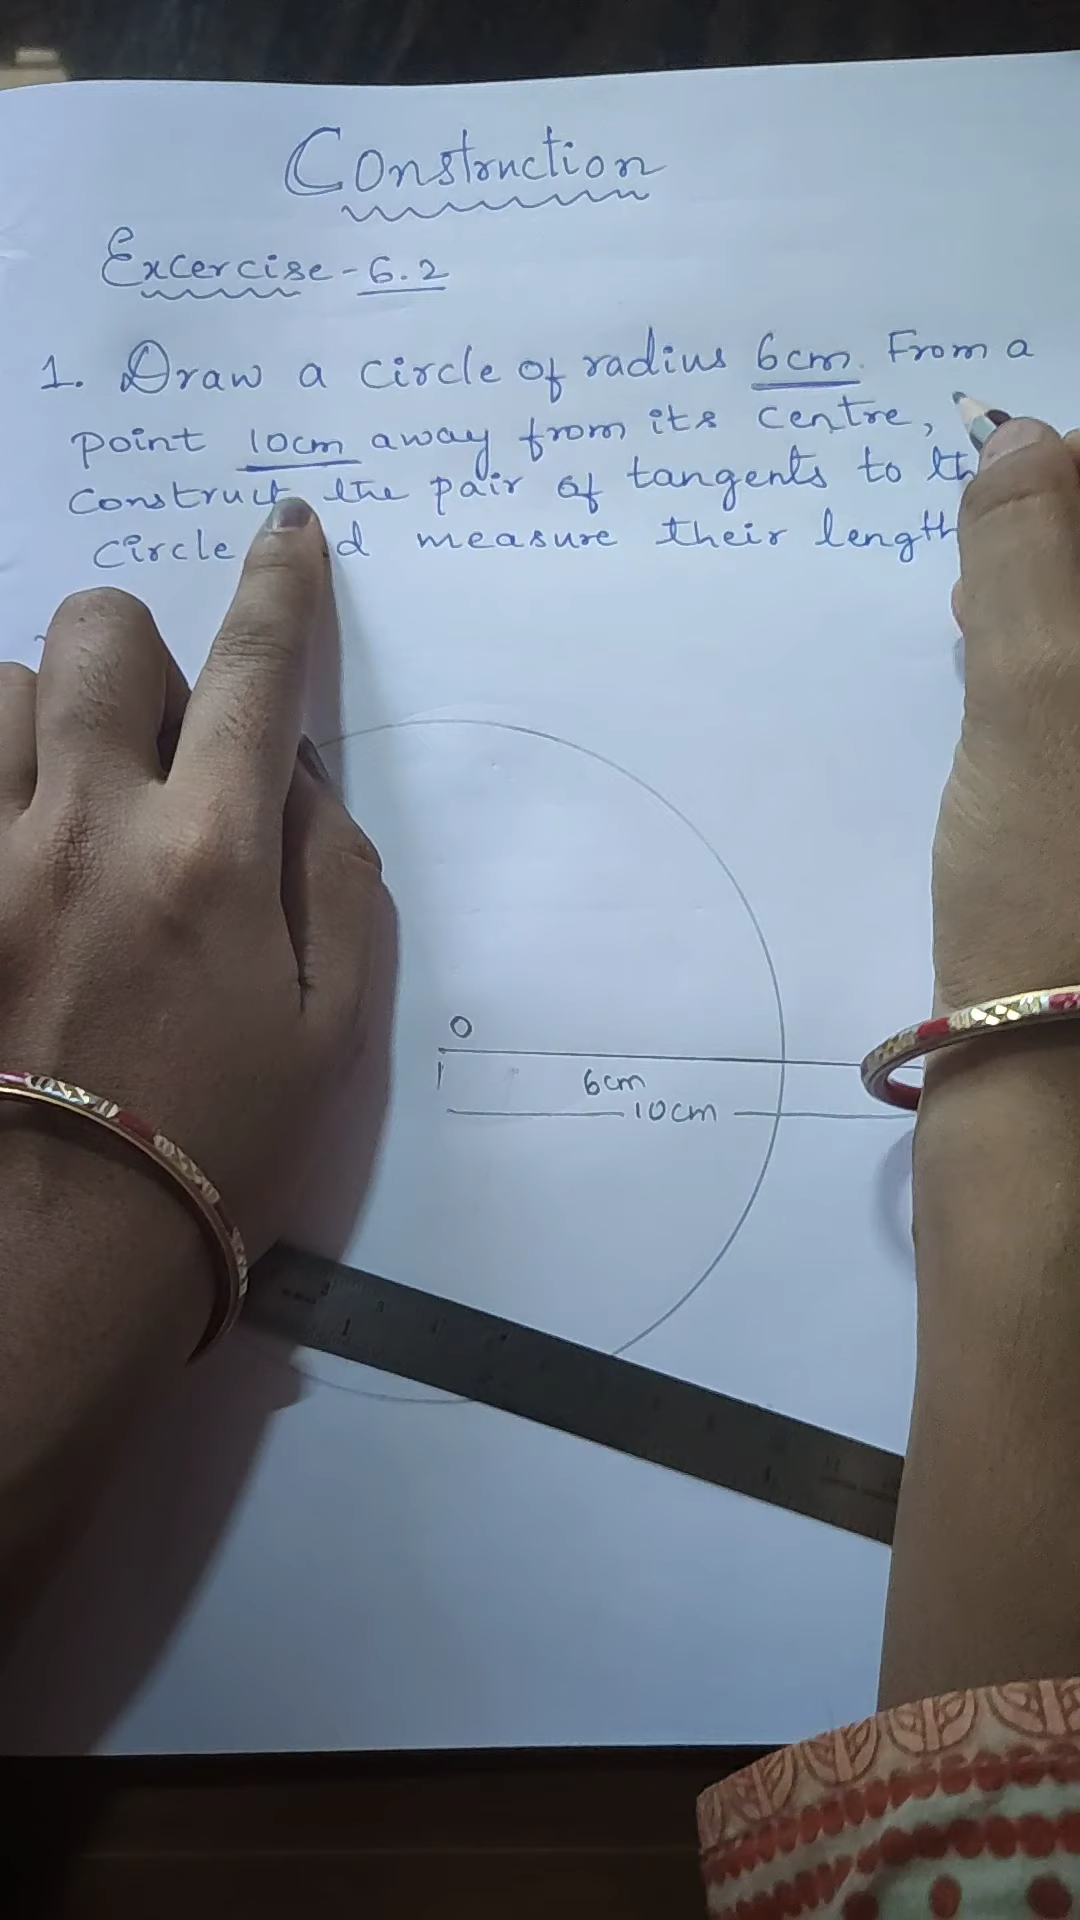 Construction
Excercise-6.2
1. Draw a circle of radius 6cm. From a
point 10cm away from its centre,
construct the pair of tangents to
circle measure their length
O
6cm
10cm